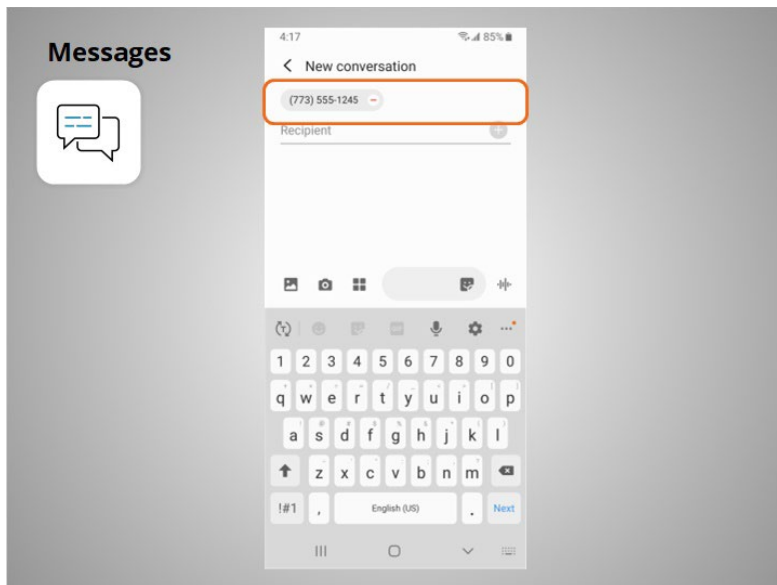 Messages
4:17 85%
New conversation
(773) 555-1245
Recipient
1 2 3 4 5 6 7 8 9 0
q w e r t y u i o p
a s d f g h j k l
z x c v b n m
!#1 , English (US) . Next